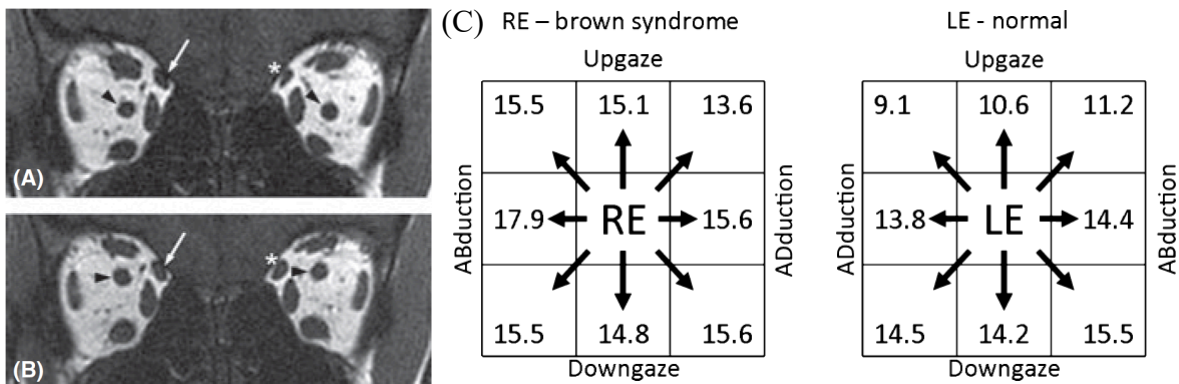 (A)
*
(B)
*
(C) RE – brown syndrome
Upgaze
15.5 15.1 13.6
ABduction
17.9 RE 15.6
ADduction
15.5 14.8 15.6
Downgaze
LE - normal
Upgaze
9.1 10.6 11.2
ADduction
13.8 LE 14.4
ABduction
14.5 14.2 15.5
Downgaze